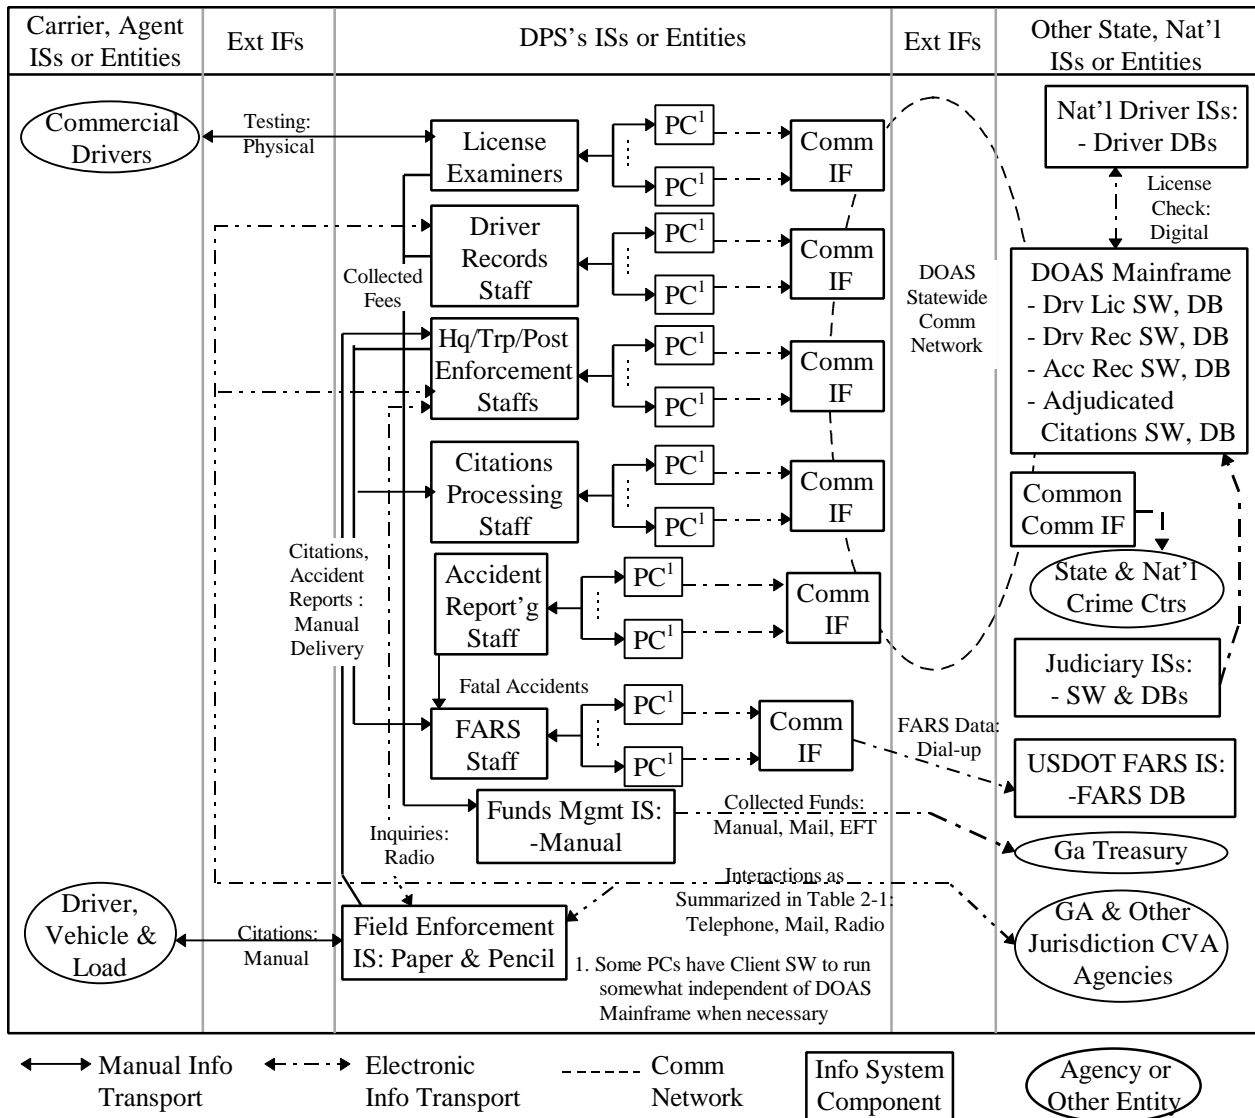 Carrier, Agent
ISs or Entities
Ext IFs
DPS's ISs or Entities
Ext IFs
Other State, Nat'l
ISs or Entities
Commercial
Drivers
Testing:
Physical
License
Examiners
PC¹
PC¹
Comm
IF
Nat'l Driver ISs:
- Driver DBs
License
Check:
Digital
Driver
Records
Staff
PC¹
PC¹
Comm
IF
Collected
Fees
DOAS
Statewide
Comm
Network
DOAS Mainframe
- Drv Lic SW, DB
- Drv Rec SW, DB
- Acc Rec SW, DB
- Adjudicated
Citations SW, DB
Hq/Trp/Post
Enforcement
Staffs
PC¹
PC¹
Comm
IF
Citations
Processing
Staff
PC¹
PC¹
Comm
IF
Common
Comm IF
Citations,
Accident
Reports :
Manual
Delivery
Accident
Report'g
Staff
PC¹
PC¹
Comm
IF
State & Nat'l
Crime Ctrs
Judiciary ISs:
- SW & DBs
Fatal Accidents
FARS
Staff
PC¹
PC¹
Comm
IF
FARS Data:
Dial-up
USDOT FARS IS:
-FARS DB
Funds Mgmt IS:
-Manual
Collected Funds:
Manual, Mail, EFT
Ga Treasury
Inquiries:
Radio
Interactions as
Summarized in Table 2-1:
Telephone, Mail, Radio
Driver,
Vehicle &
Load
Citations:
Manual
Field Enforcement
IS: Paper & Pencil
GA & Other
Jurisdiction CVA
Agencies
1. Some PCs have Client SW to run
somewhat independent of DOAS
Mainframe when necessary
Manual Info
Transport
Electronic
Info Transport
Comm
Network
Info System
Component
Agency or
Other Entity